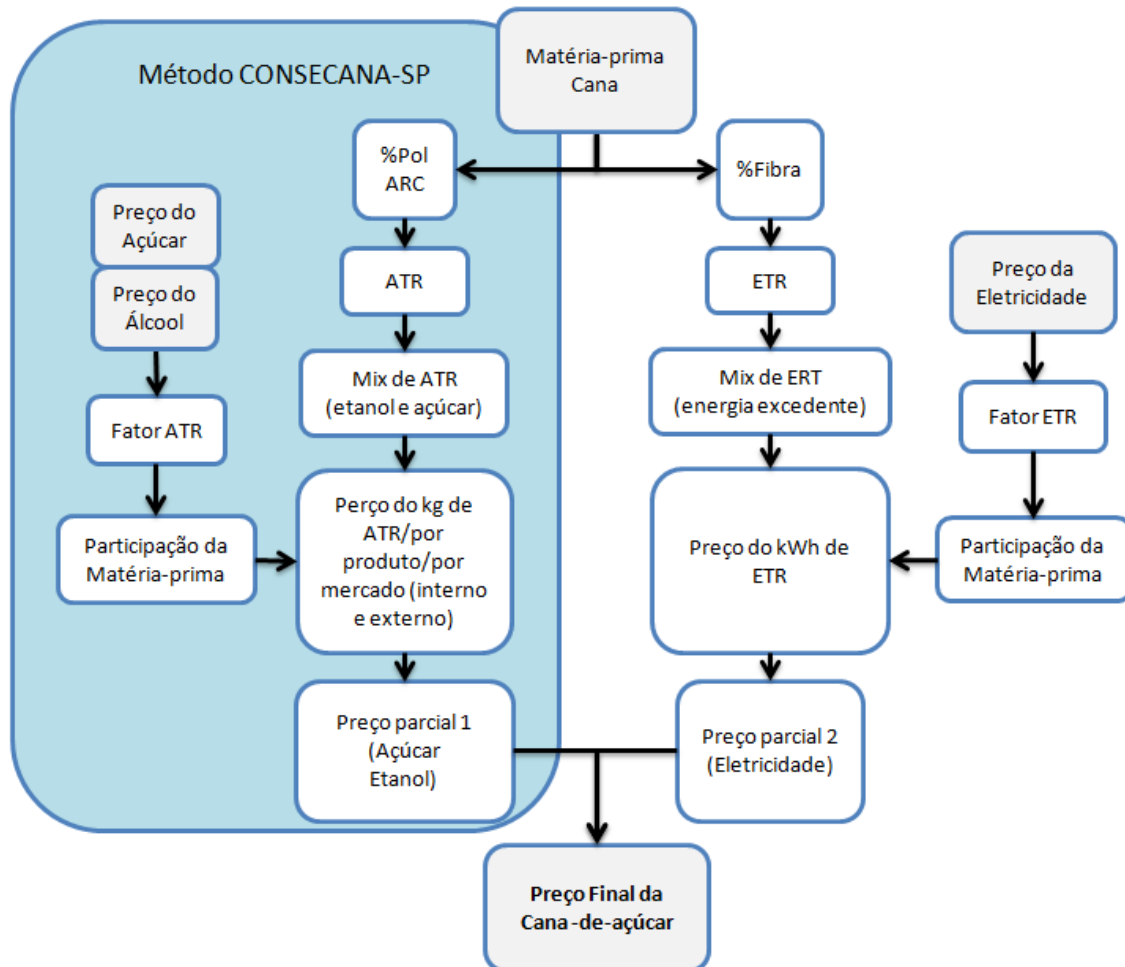 Método CONSECANA-SP
Matéria-prima
Cana
%Pol
ARC
%Fibra
Preço do
Açúcar
Preço do
Álcool
ATR
ETR
Preço da
Eletricidade
Mix de ATR
(etanol e açúcar)
Mix de ERT
(energia excedente)
Fator ATR
Fator ETR
Participação da
Matéria-prima
Perço do kg de
ATR/por
produto/por
mercado (interno
e externo)
Preço do kWh de
ETR
Participação da
Matéria-prima
Preço parcial 1
(Açúcar
Etanol)
Preço parcial 2
(Eletricidade)
Preço Final da
Cana -de-açúcar